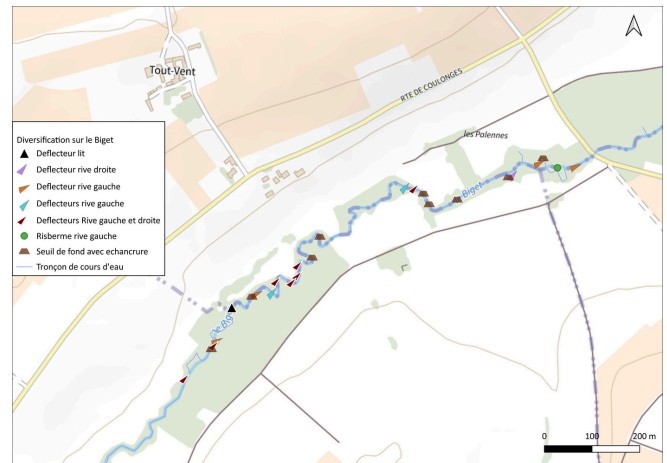 Tout-Vent
RTE DE COULONGES
les Palennes
Biget
Diversification sur le Biget
Deflecteur lit
Deflecteur rive droite
Deflecteur rive gauche
Deflecteurs rive gauche
Deflecteurs Rive gauche et droite
Risberme rive gauche
Seuil de fond avec echancrure
Tronçon de cours d'eau
le Big
0 100 200 m